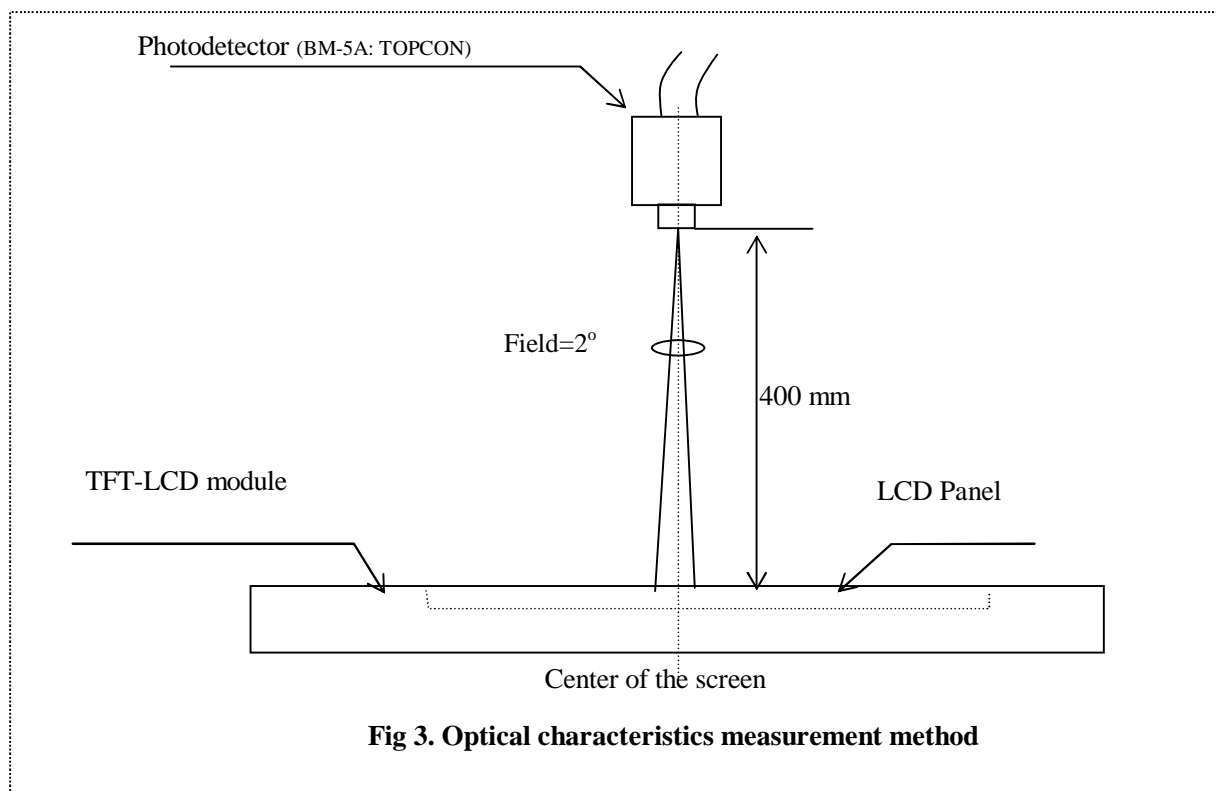 Photodetector (BM-5A: TOPCON)
Field=2°
400 mm
TFT-LCD module
LCD Panel
Center of the screen
Fig 3. Optical characteristics measurement method